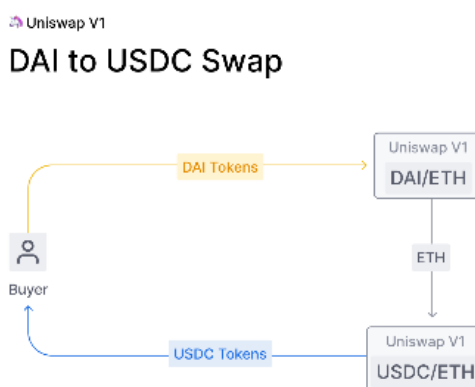 Uniswap V1
DAI to USDC Swap
Uniswap V1
DAI Tokens
DAI/ETH
ETH
Buyer
Uniswap V1
USDC Tokens
USDC/ETH